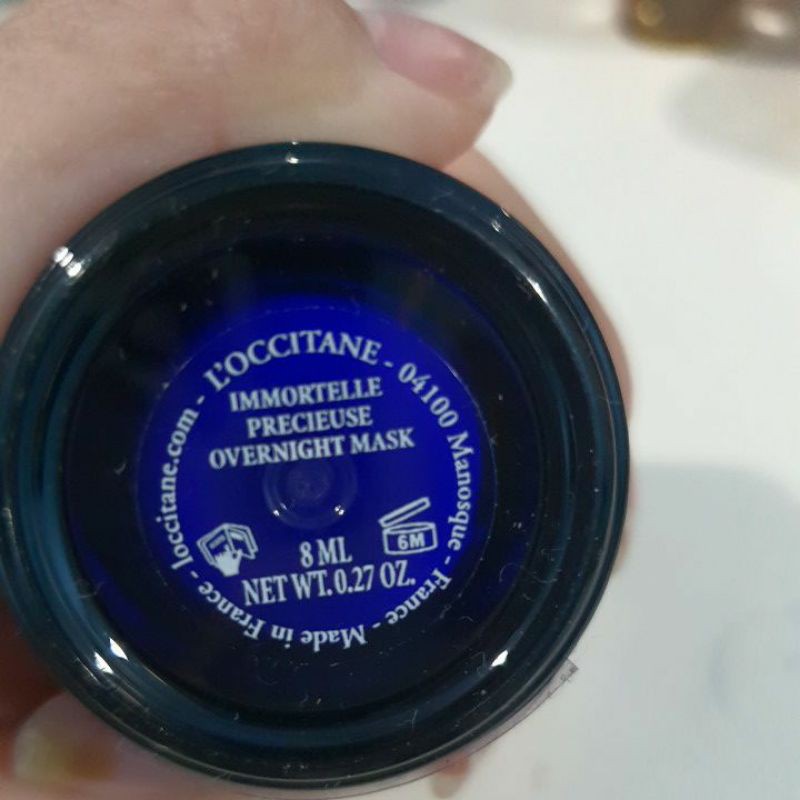 L'OCCITANE - 04100 Manosque - France - Made in France - loccitane.com -
IMMORTELLE
PRECIEUSE
OVERNIGHT MASK
6M
8 ML
NET WT. 0.27 OZ.